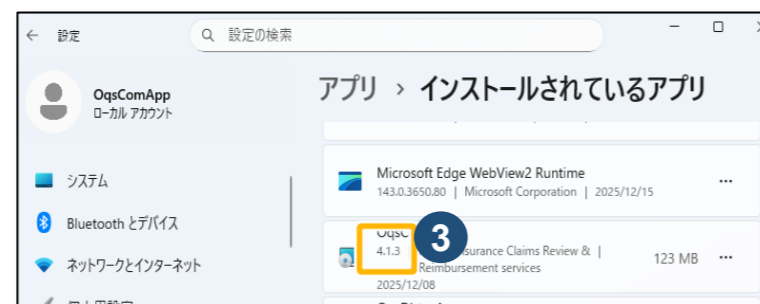 設定
設定の検索
OqsComApp
ローカル アカウント
アプリ › インストールされているアプリ
システム
Microsoft Edge WebView2 Runtime
143.0.3650.80 | Microsoft Corporation | 2025/12/15
Bluetooth とデバイス
3
4.1.3 surance Claims Review & |
Reimbursement services
2025/12/08
123 MB
ネットワークとインターネット